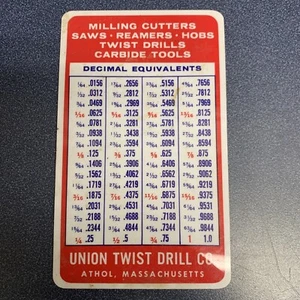 MILLING CUTTERS
SAWS · REAMERS · HOBS
TWIST DRILLS
CARBIDE TOOLS
DECIMAL EQUIVALENTS
1/64 .0156 17/64 .2656 33/64 .5156 49/64 .7656
1/32 .0312 9/32 .2812 17/32 .5312 25/32 .7812
3/64 .0469 19/64 .2969 35/64 .5469 51/64 .7969
1/16 .0625 5/16 .3125 9/16 .5625 13/16 .8125
5/64 .0781 21/64 .3281 37/64 .5781 53/64 .8281
3/32 .0938 11/32 .3438 19/32 .5938 27/32 .8438
7/64 .1094 23/64 .3594 39/64 .6094 55/64 .8594
1/8 .125 3/8 .375 5/8 .625 7/8 .875
9/64 .1406 25/64 .3906 41/64 .6406 57/64 .8906
5/32 .1562 13/32 .4062 21/32 .6562 29/32 .9062
11/64 .1719 27/64 .4219 43/64 .6719 59/64 .9219
3/16 .1875 7/16 .4375 11/16 .6875 15/16 .9375
13/64 .2031 29/64 .4531 45/64 .7031 61/64 .9531
7/32 .2188 15/32 .4688 23/32 .7188 31/32 .9688
15/64 .2344 31/64 .4844 47/64 .7344 63/64 .9844
1/4 .25 1/2 .5 3/4 .75 1 1.0
UNION TWIST DRILL CO.
ATHOL, MASSACHUSETTS